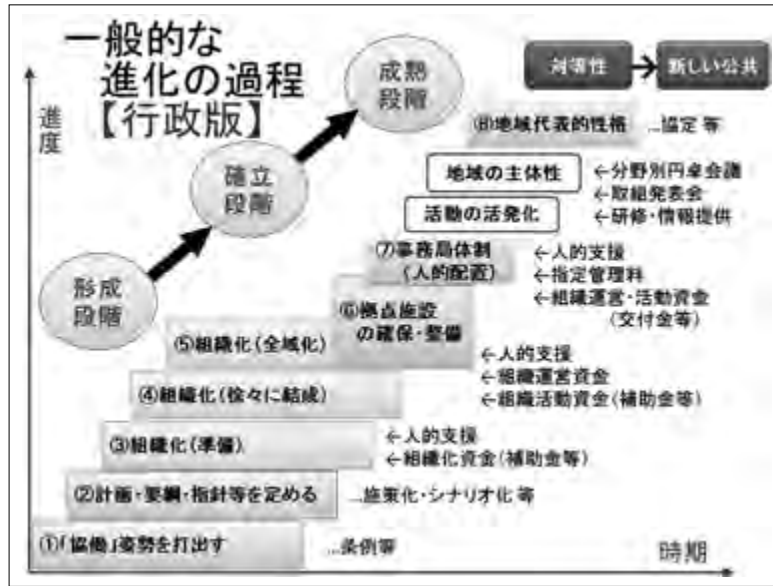 一般的な
進化の過程
【行政版】
進度
形成
段階
確立
段階
成熟
段階
対等性
新しい公共
⑧地域代表的性格 …協定 等
地域の主体性
←分野別円卓会議
←取組発表会
活動の活発化
←研修・情報提供
⑦事務局体制
(人的配置)
←人的支援
←指定管理料
←組織運営・活動資金
(交付金等)
⑥拠点施設
の確保・整備
⑤組織化(全域化)
←人的支援
←組織運営資金
←組織活動資金(補助金等)
④組織化(徐々に結成)
③組織化(準備)
←人的支援
←組織化資金(補助金等)
②計画・要綱・指針等を定める …施策化・シナリオ化 等
①「協働」姿勢を打出す …条例等
時期